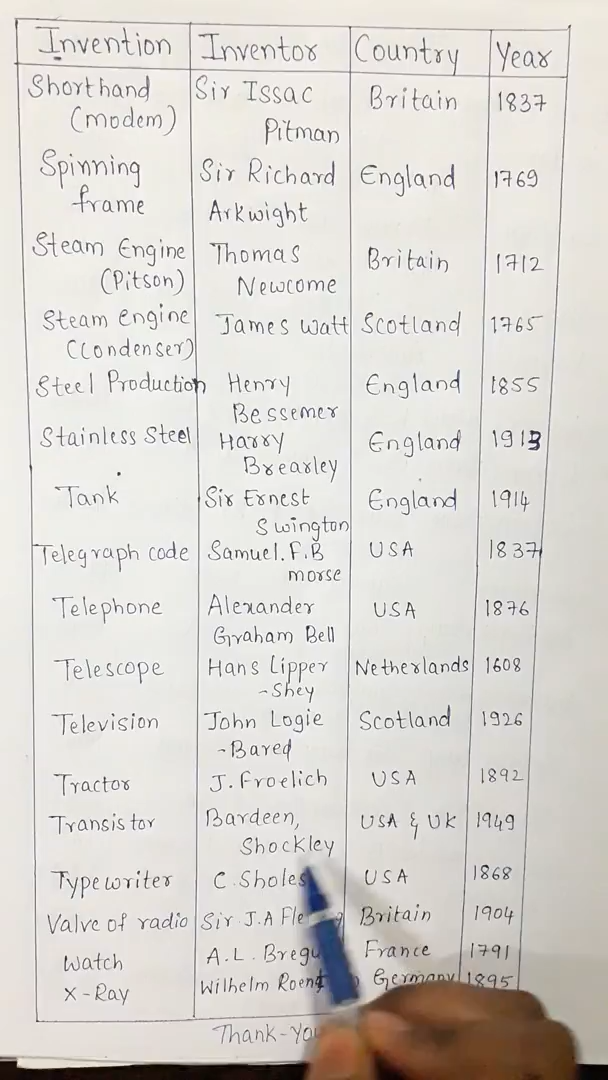 Invention Inventor Country Year
Shorthand Sir Issac Britain 1837
(modem) Pitman
Spinning Sir Richard England 1769
frame Arkwight
Steam Engine Thomas Britain 1712
(Pitson) Newcome
Steam engine James Watt Scotland 1765
(Condenser)
Steel Production Henry England 1855
Bessemer
Stainless Steel Harry England 1913
Brearley
Tank Sir Ernest England 1914
Swington
Telegraph code Samuel.F.B USA 1837
morse
Telephone Alexander USA 1876
Graham Bell
Telescope Hans Lipper Netherlands 1608
-Shey
Television John Logie Scotland 1926
-Bared
Tractor J. Froelich USA 1892
Transistor Bardeen, USA & UK 1949
Shockley
Typewriter C. Sholes USA 1868
Valve of radio Sir J.A Britain 1904
Watch A.L. France 1791
X-Ray Wilhelm Germany 1895